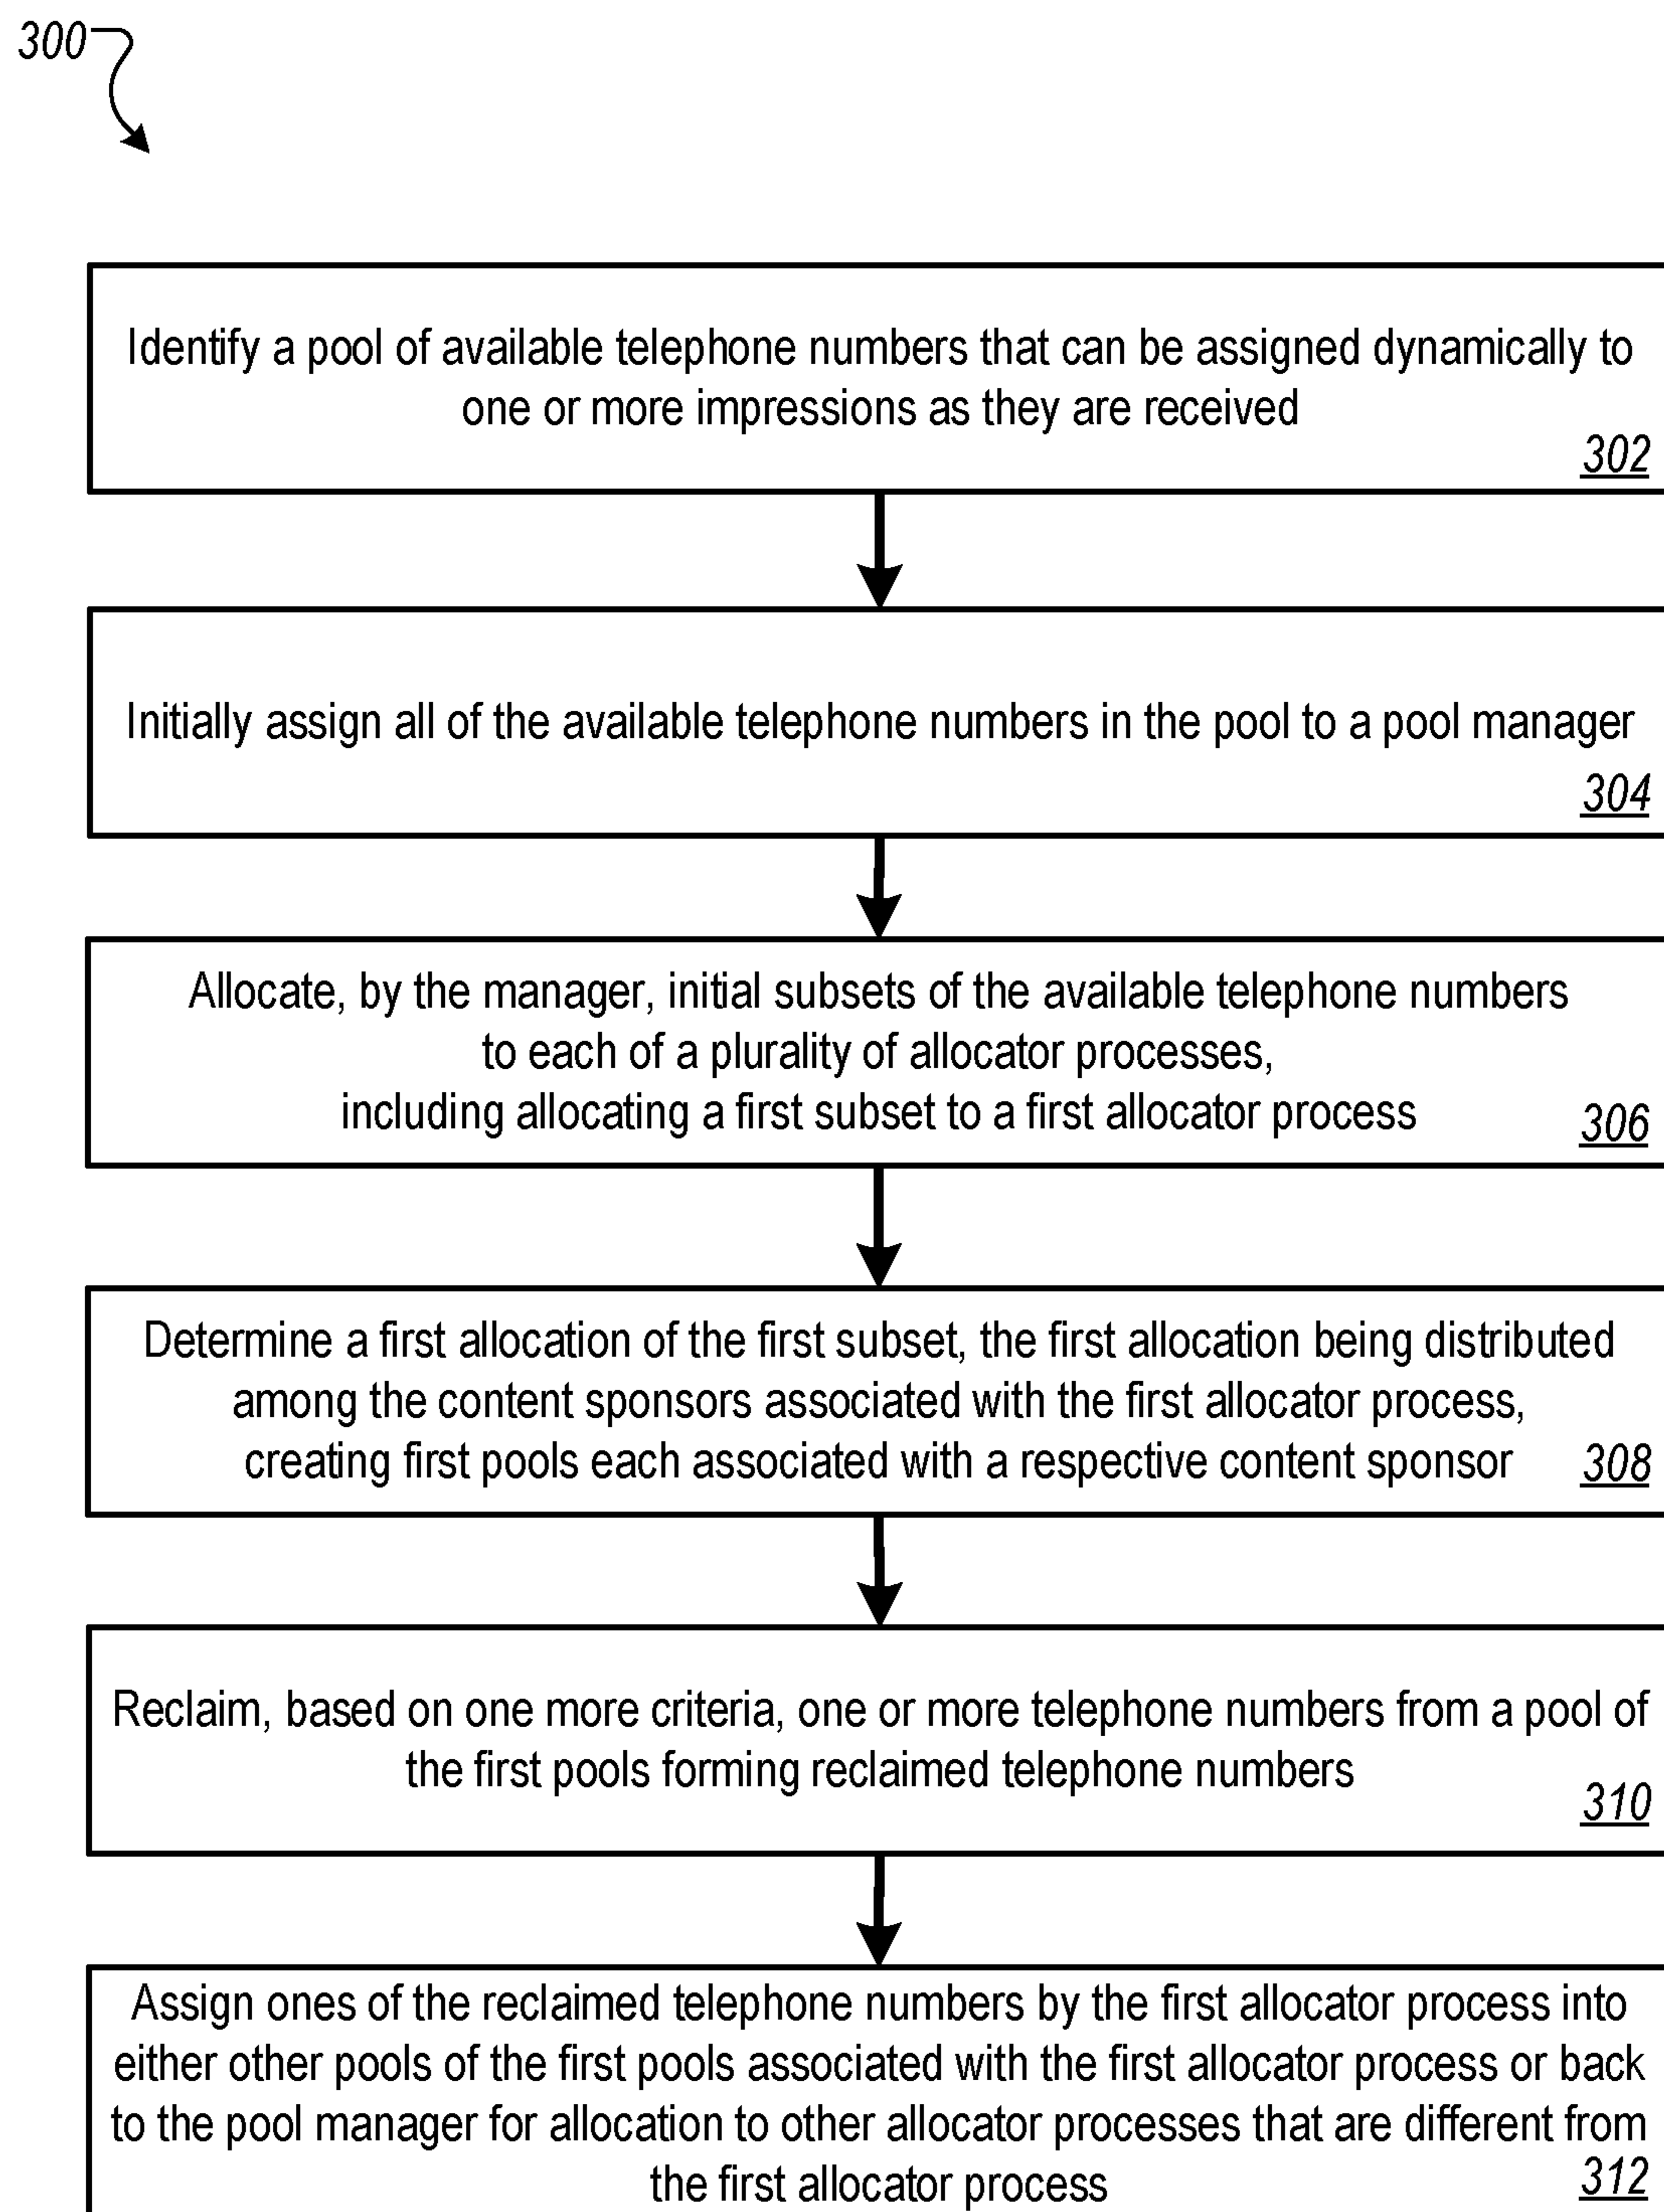 300
Identify a pool of available telephone numbers that can be assigned dynamically to
one or more impressions as they are received
302
Initially assign all of the available telephone numbers in the pool to a pool manager
304
Allocate, by the manager, initial subsets of the available telephone numbers
to each of a plurality of allocator processes,
including allocating a first subset to a first allocator process
306
Determine a first allocation of the first subset, the first allocation being distributed
among the content sponsors associated with the first allocator process,
creating first pools each associated with a respective content sponsor
308
Reclaim, based on one more criteria, one or more telephone numbers from a pool of
the first pools forming reclaimed telephone numbers
310
Assign ones of the reclaimed telephone numbers by the first allocator process into
either other pools of the first pools associated with the first allocator process or back
to the pool manager for allocation to other allocator processes that are different from
the first allocator process
312